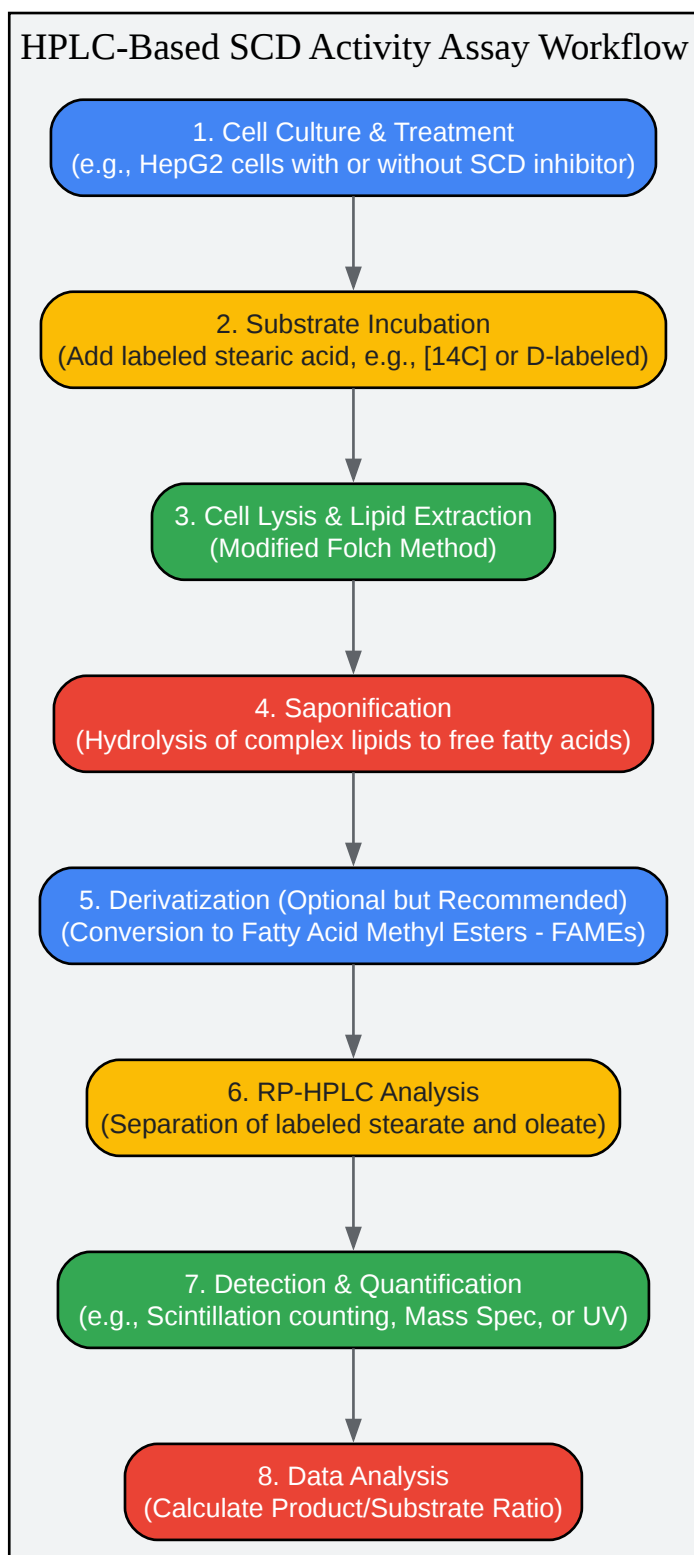 HPLC-Based SCD Activity Assay Workflow
1. Cell Culture & Treatment
(e.g., HepG2 cells with or without SCD inhibitor)
2. Substrate Incubation
(Add labeled stearic acid, e.g., [14C] or D-labeled)
3. Cell Lysis & Lipid Extraction
(Modified Folch Method)
4. Saponification
(Hydrolysis of complex lipids to free fatty acids)
5. Derivatization (Optional but Recommended)
(Conversion to Fatty Acid Methyl Esters - FAMEs)
6. RP-HPLC Analysis
(Separation of labeled stearate and oleate)
7. Detection & Quantification
(e.g., Scintillation counting, Mass Spec, or UV)
8. Data Analysis
(Calculate Product/Substrate Ratio)